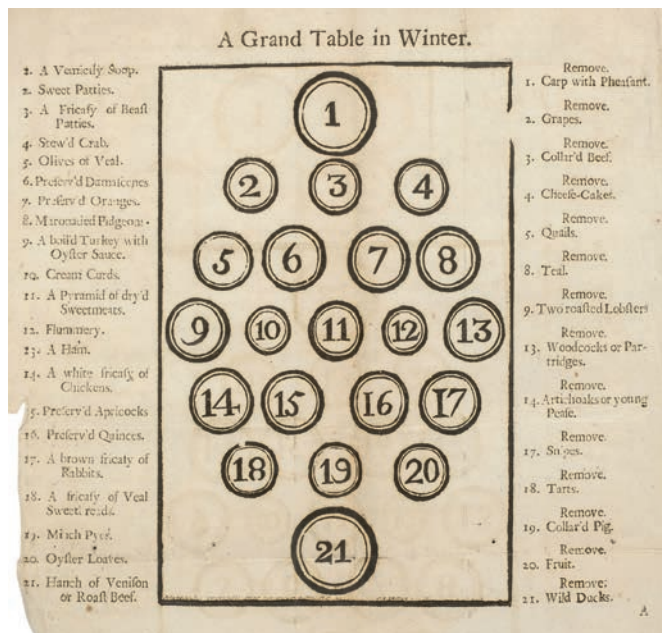 A Grand Table in Winter.
1. A Vermicily Soop.
2. Sweet Patties.
3. A Fricasy of Beast
Patties.
4. Stew'd Crab.
5. Olives of Veal.
6. Preserv'd Damascenes
7. Preserv'd Oranges.
8. Maronaded Pidgeons.
9. A boil'd Turkey with
Oyster Sauce.
10. Cream Curds.
11. A Pyramid of dry'd
Sweetmeats.
12. Flummery.
13. A Ham.
14. A white fricasy of
Chickens.
5. Preserv'd Apricocks
16. Preserv'd Quinces.
17. A brown fricasy of
Rabbits.
18. A fricasy of Veal
Sweetbreads.
19. Minch Pyes.
20. Oyster Loaves.
21. Hanch of Venison
or Roast Beef.
1
2 3 4
5 6 7 8
9 10 11 12 13
14 15 16 17
18 19 20
21
Remove.
1. Carp with Pheasant.
Remove.
2. Grapes.
Remove.
3. Collar'd Beef.
Remove.
4. Cheese-Cakes.
Remove.
5. Quails.
Remove.
8. Teal.
Remove.
9. Two roasted Lobsters
Remove.
13. Woodcocks or Par-
tridges.
Remove.
14. Artichoaks or young
Pease.
Remove.
17. Snipes.
Remove.
18. Tarts.
Remove.
19. Collar'd Pig.
Remove.
20. Fruit.
Remove:
21. Wild Ducks.
A